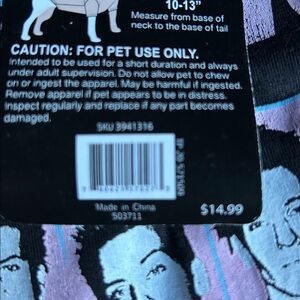 10-13"
Measure from base of
neck to the base of tail
CAUTION: FOR PET USE ONLY.
Intended to be used for a short duration and always
under adult supervision. Do not allow pet to chew
on or ingest the apparel. May be harmful if ingested.
Remove apparel if pet appears to be in distress.
Inspect regularly and replace if any part becomes
damaged.
SKU 3941316
Made in China
503711
$14.99